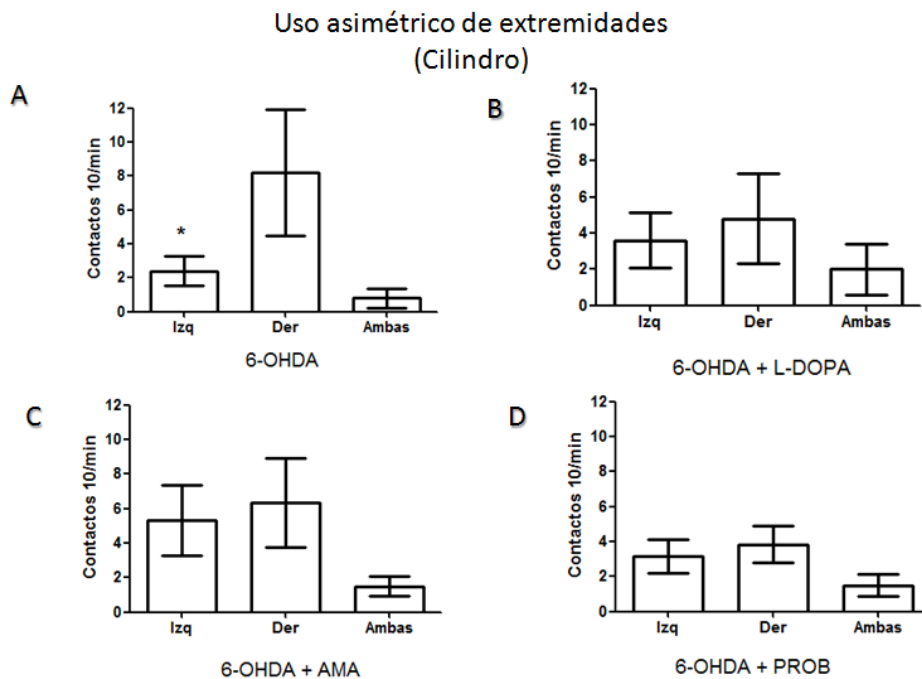 Uso asimétrico de extremidades
(Cilindro)
A
12
10
8
6
4
2
0
Contactos 10/min
*
Izq Der Ambas
6-OHDA
B
12
10
8
6
4
2
0
Contactos 10/min
Izq Der Ambas
6-OHDA + L-DOPA
C
12
10
8
6
4
2
0
Contactos 10/min
Izq Der Ambas
6-OHDA + AMA
D
12
10
8
6
4
2
0
Contactos 10/min
Izq Der Ambas
6-OHDA + PROB